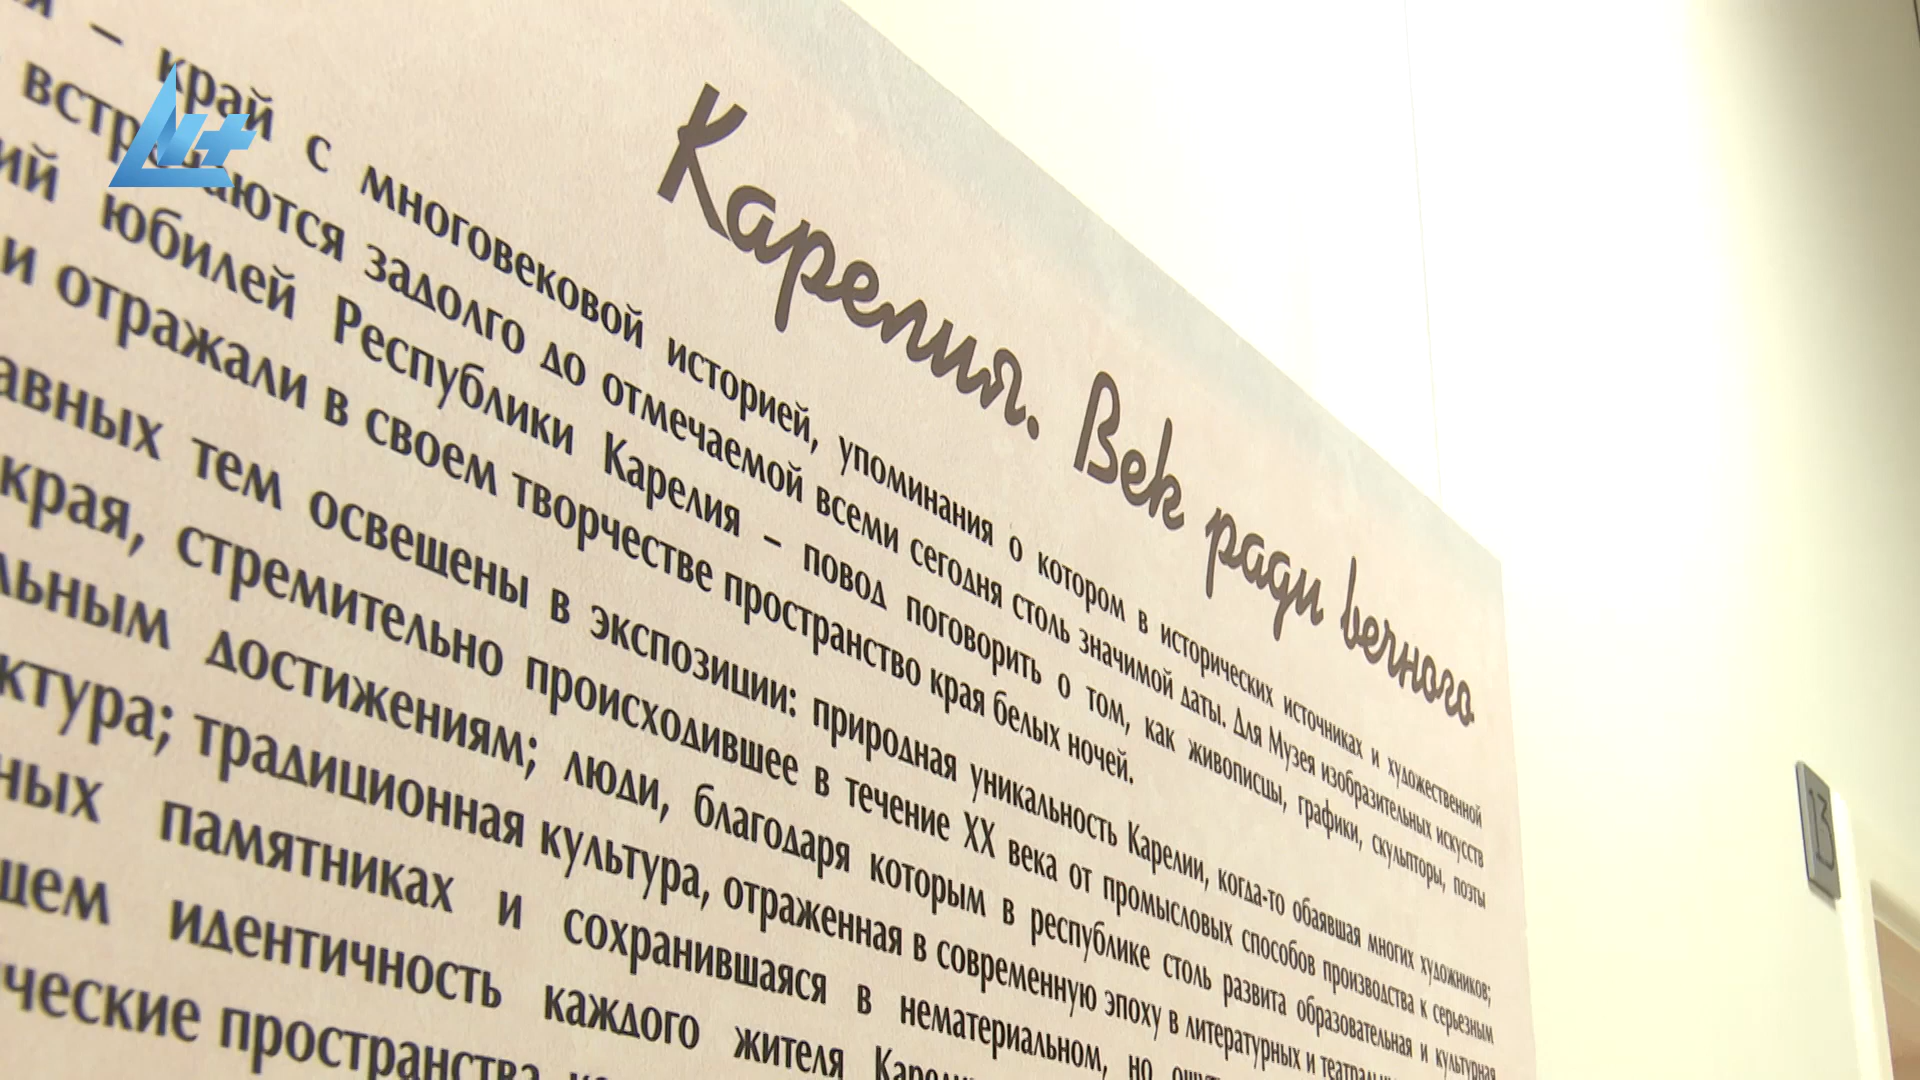 Карелия. Век ради вечного
– край с многовековой историей, упоминания о котором в исторических источниках и художественной
встречаются задолго до отмечаемой всеми сегодня столь значимой даты. Для Музея изобразительных искусств
юбилей Республики Карелия – повод поговорить о том, как живописцы, графики, скульпторы, поэты
и отражали в своем творчестве пространство края белых ночей.
тем освещены в экспозиции: природная уникальность Карелии, когда-то обаявшая многих художников;
края, стремительно происходившее в течение XX века от промысловых способов производства к серьезным
достижениям; люди, благодаря которым в республике столь развита образовательная и культурная
традиционная культура, отраженная в современную эпоху в литературных и
памятниках и сохранившаяся в нематериальном, но
идентичность каждого жителя
пространства
13